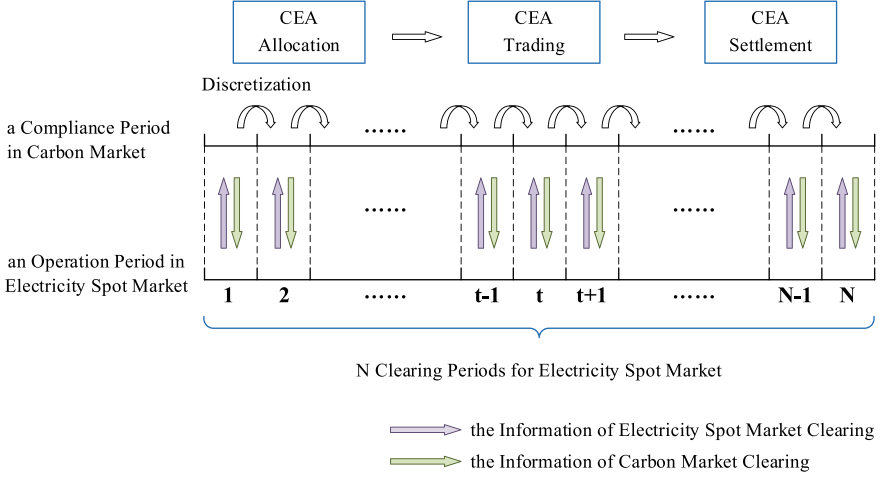 CEA
Allocation
CEA
Trading
CEA
Settlement
Discretization
a Compliance Period
in Carbon Market
......
......
......
......
an Operation Period in
Electricity Spot Market
1 2 ...... t-1 t t+1 ...... N-1 N
N Clearing Periods for Electricity Spot Market
the Information of Electricity Spot Market Clearing
the Information of Carbon Market Clearing